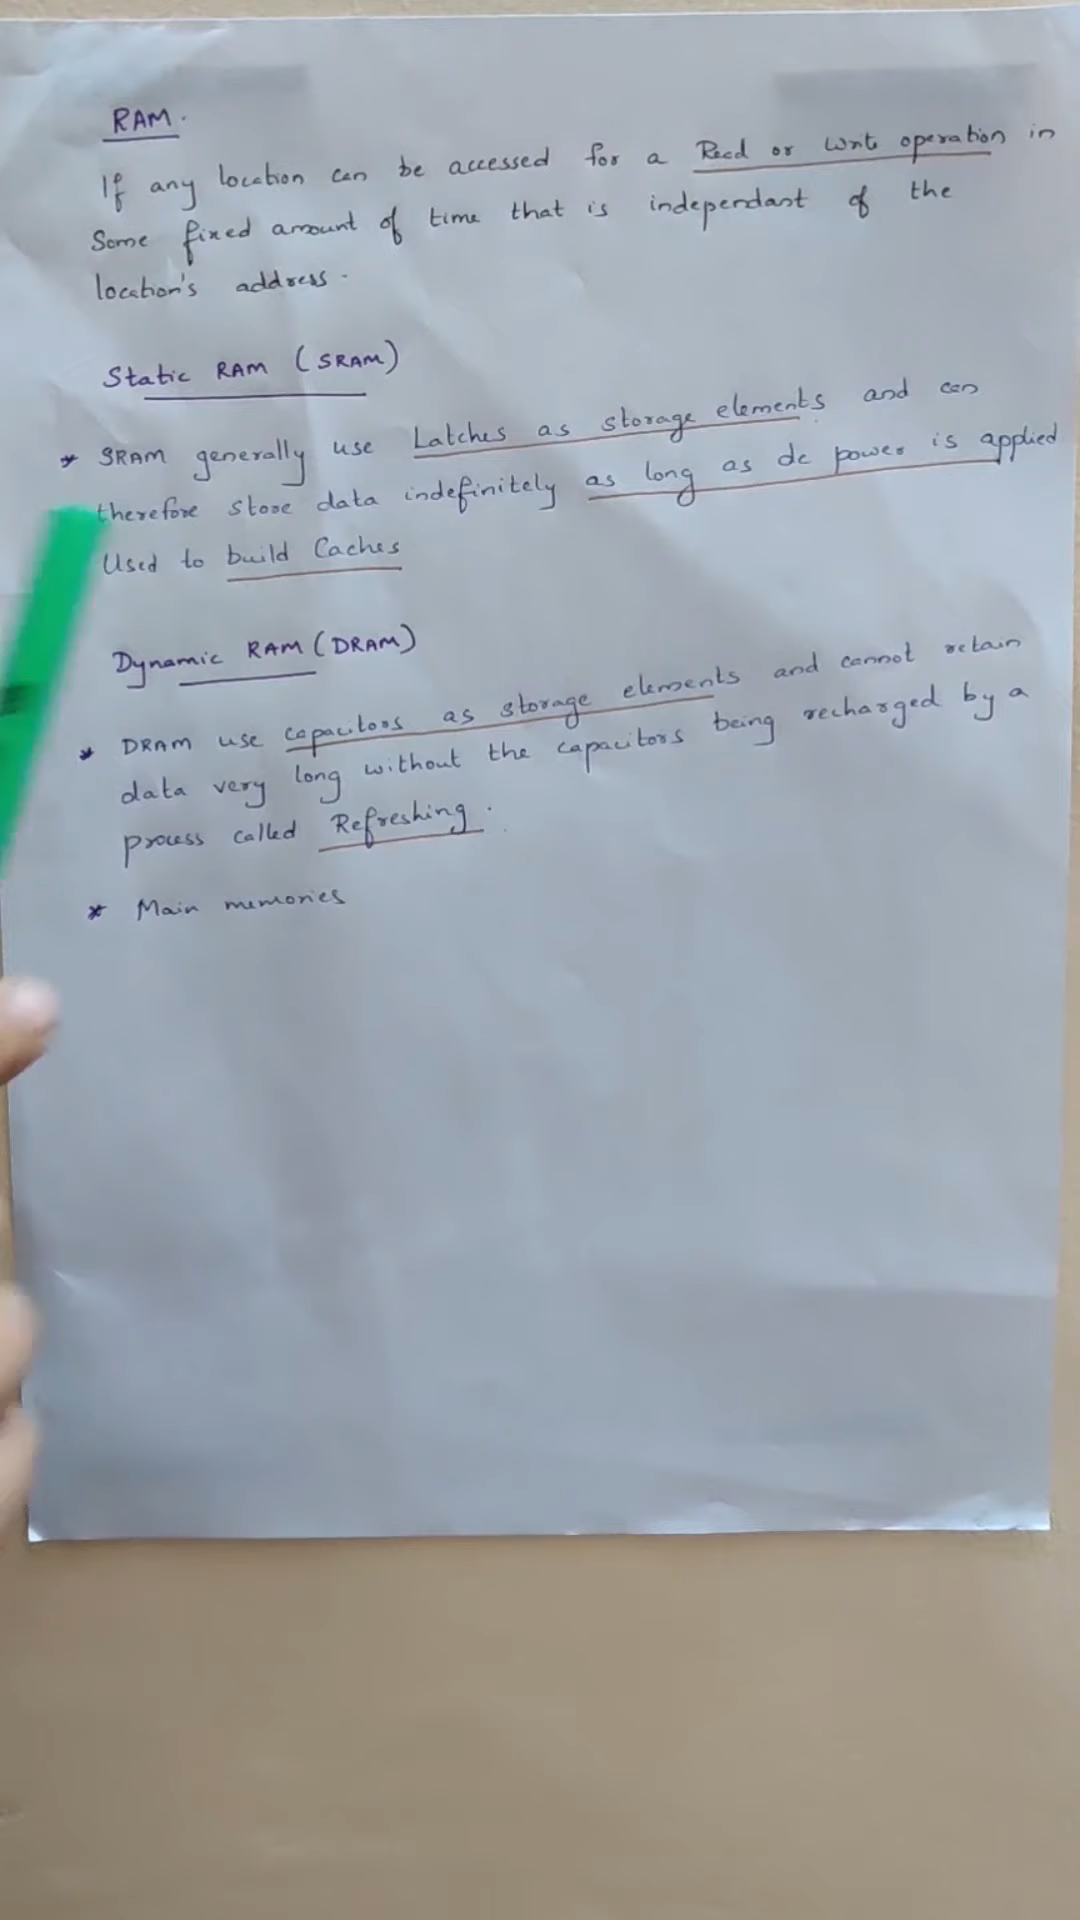 RAM.
If any location can be accessed for a Read or Write operation in
Some fixed amount of time that is independant of the
location's address.
Static RAM (SRAM)
* SRAM generally use Latches as storage elements and can
therefore store data indefinitely as long as dc power is applied
Used to build Caches
Dynamic RAM (DRAM)
* DRAM use capacitors as storage elements and cannot retain
data very long without the capacitors being recharged by a
process called Refreshing.
* Main memories